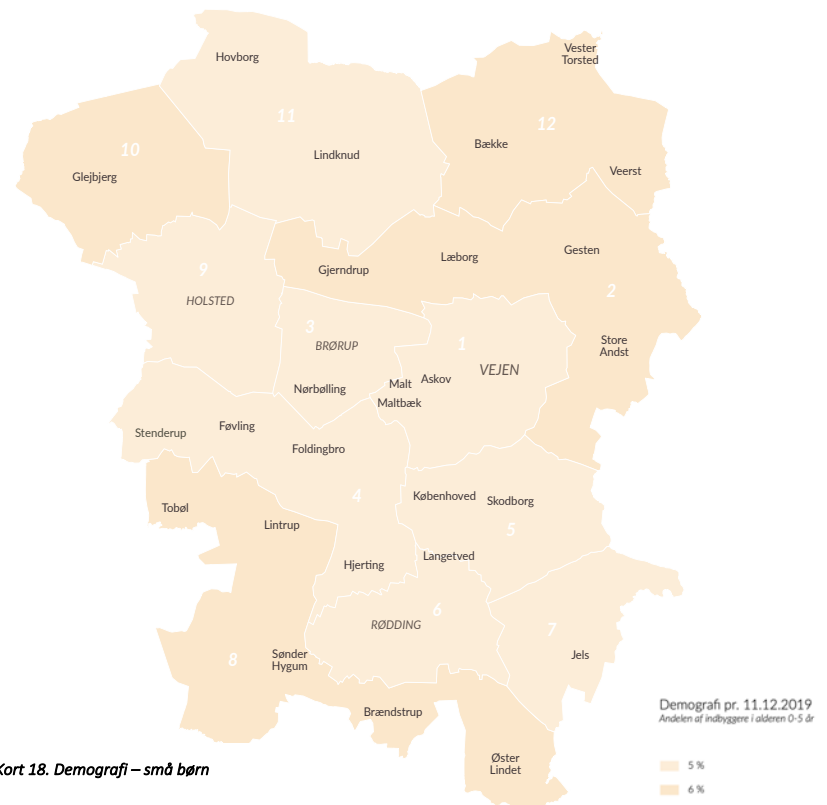 Hovborg
Vester
Torsted
11
12
10
Lindknud
Bække
Glejbjerg
Veerst
Gesten
Læborg
9
Gjerndrup
2
HOLSTED
3
1
BRØRUP
Store
Andst
VEJEN
Malt
Askov
Nørbølling
Maltbæk
Føvling
Stenderup
Foldingbro
4
Københoved
Skodborg
Tobøl
Lintrup
5
Langetved
Hjerting
6
RØDDING
7
8
Sønder
Hygum
Jels
Brændstrup
Demografi pr. 11.12.2019
Andelen af indbyggere i alderen 0-5 år
Øster
Lindet
5 %
6 %
Kort 18. Demografi – små børn